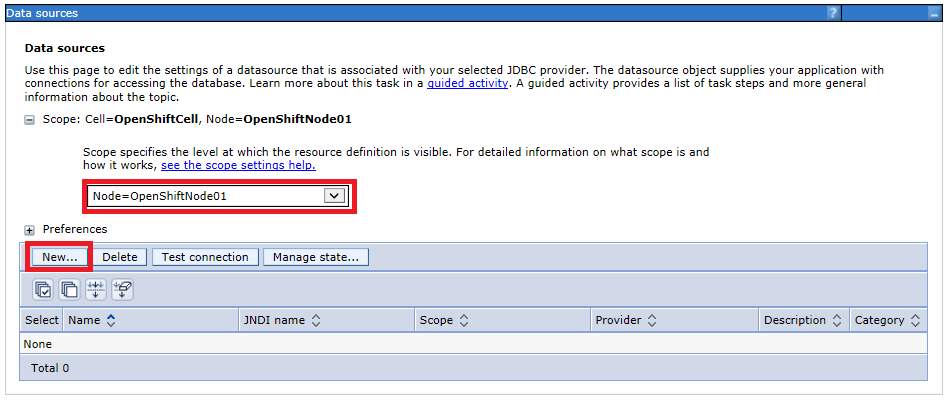 Data sources
?
Data sources
Use this page to edit the settings of a datasource that is associated with your selected JDBC provider. The datasource object supplies your application with
connections for accessing the database. Learn more about this task in a guided activity. A guided activity provides a list of task steps and more general
information about the topic.
Scope: Cell=OpenShiftCell, Node=OpenShiftNode01
Scope specifies the level at which the resource definition is visible. For detailed information on what scope is and
how it works, see the scope settings help.
Node=OpenShiftNode01
Preferences
New... Delete Test connection Manage state...
Select Name JNDI name Scope Provider Description Category
None
Total 0